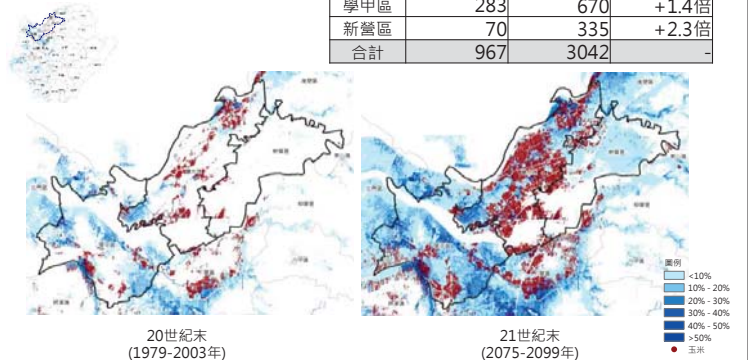 學甲區 283 670 +1.4倍
新營區 70 335 +2.3倍
合計 967 3042 -
圖例
<10%
10% - 20%
20% - 30%
30% - 40%
40% - 50%
>50%
玉米
20世紀末
(1979-2003年)
21世紀末
(2075-2099年)